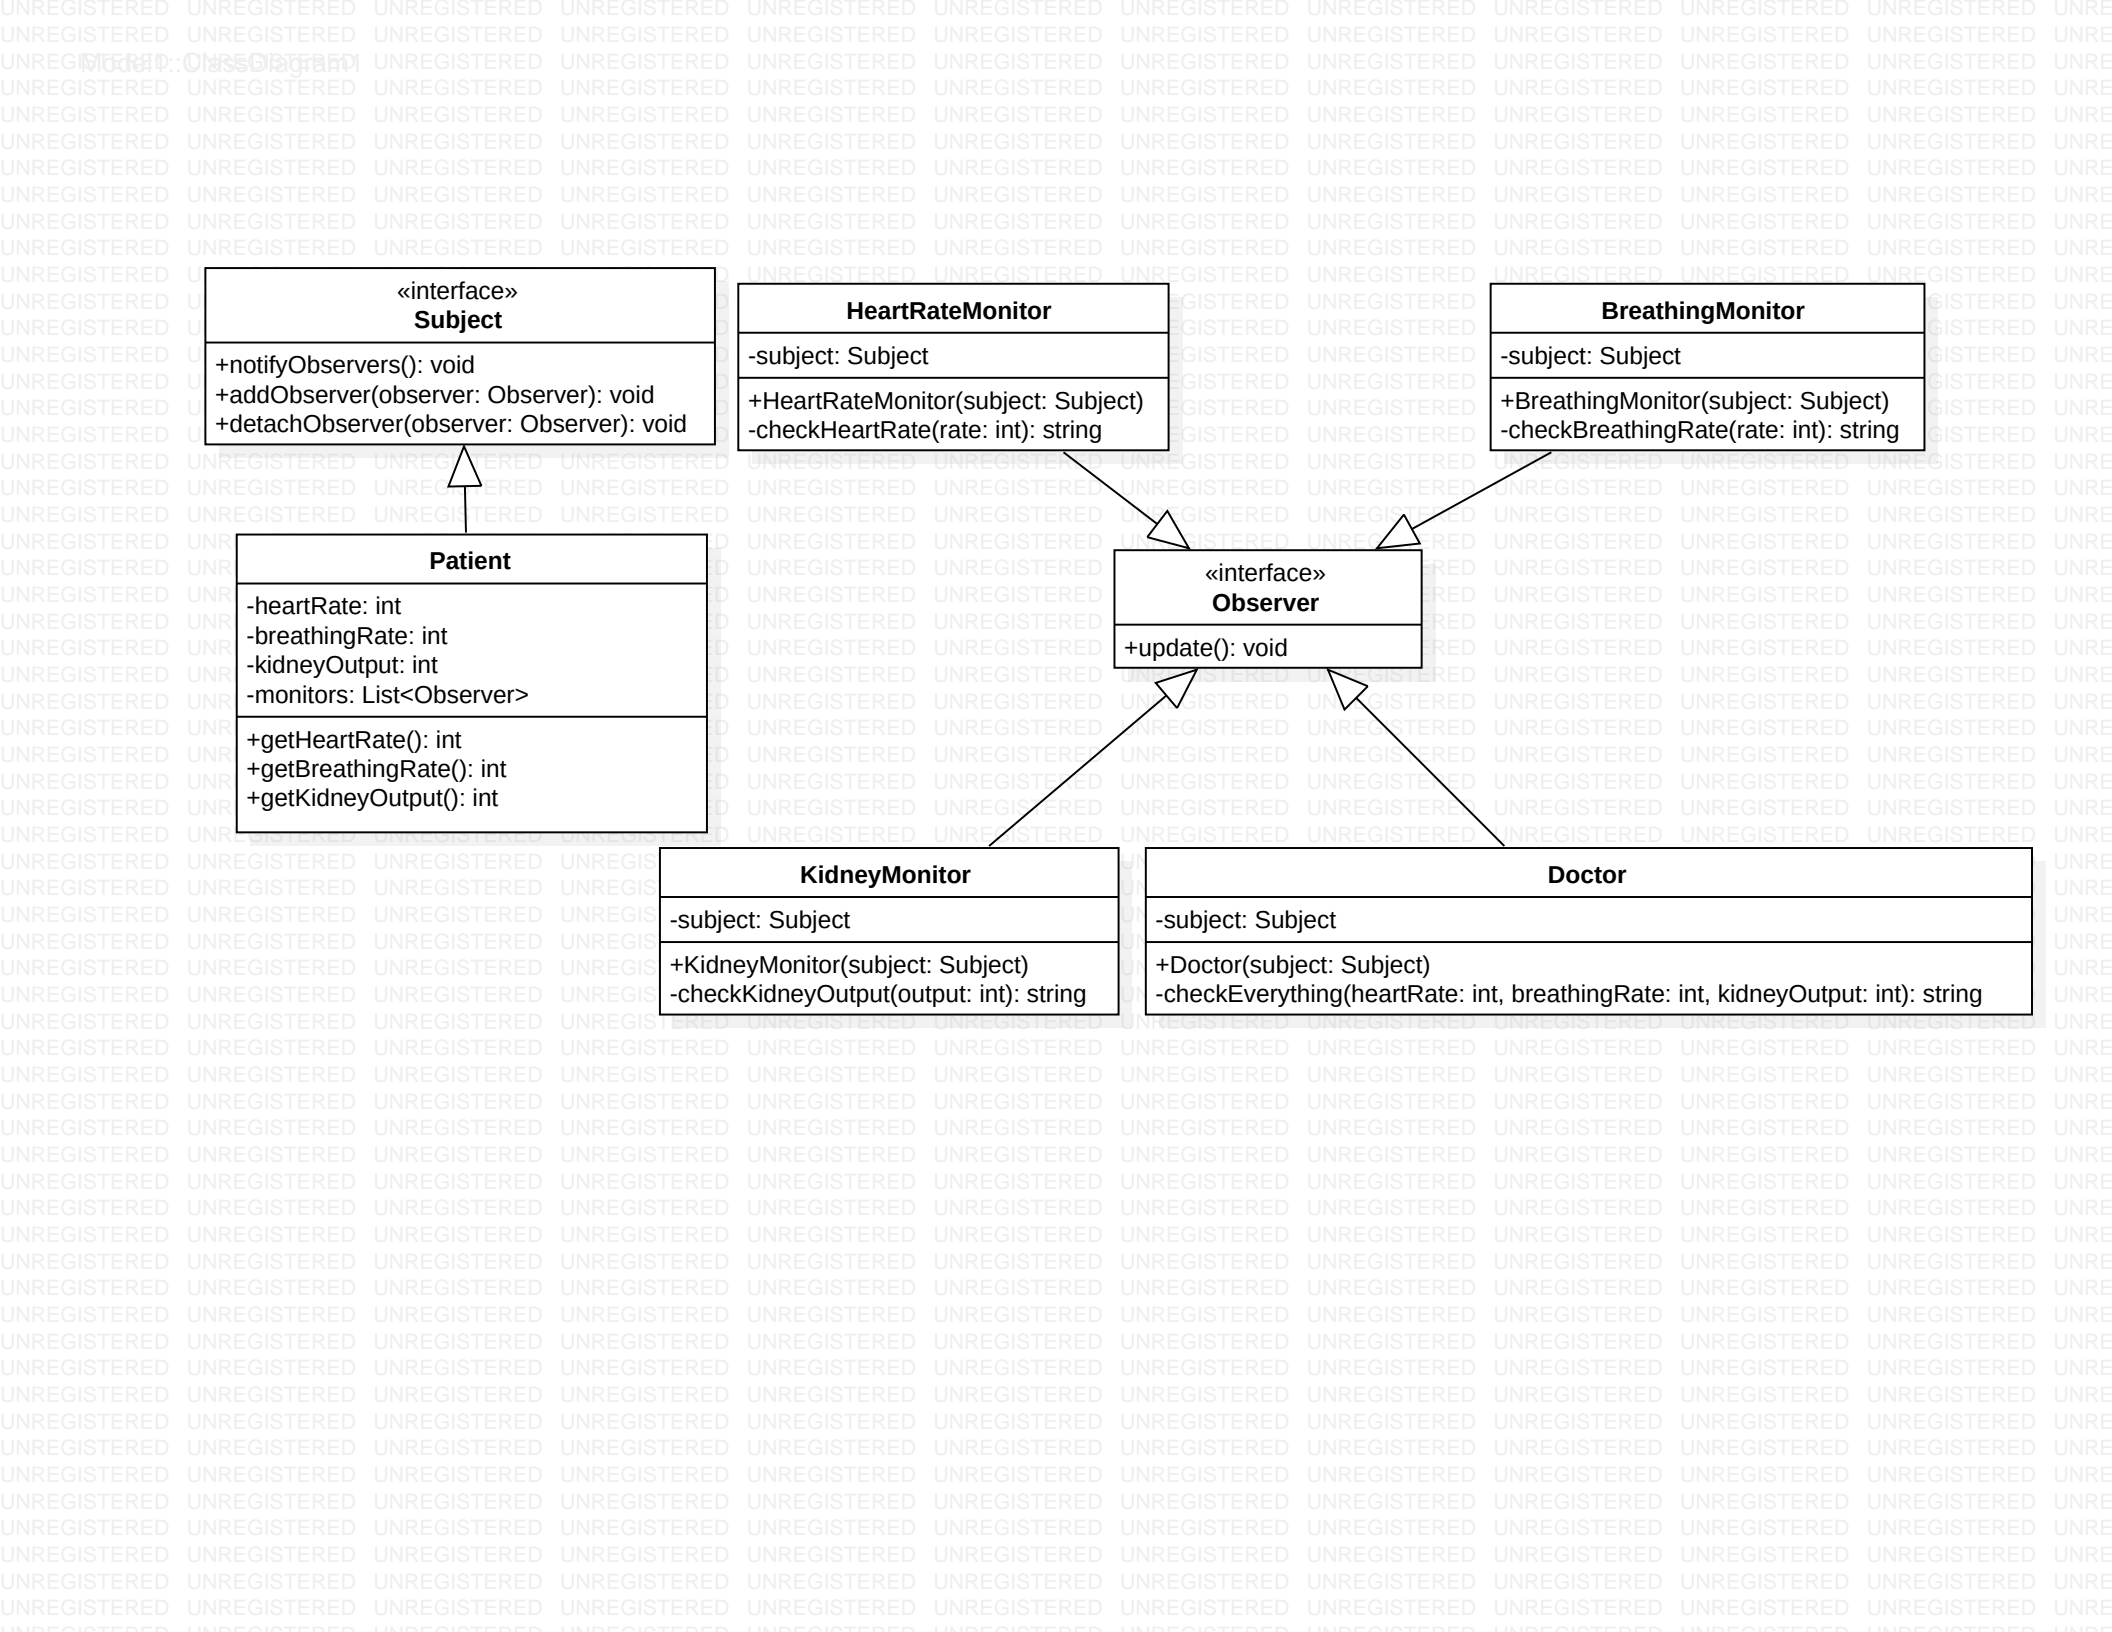 Model1::ClassDiagram1
«interface»
Subject
+notifyObservers(): void
+addObserver(observer: Observer): void
+detachObserver(observer: Observer): void
HeartRateMonitor
-subject: Subject
+HeartRateMonitor(subject: Subject)
-checkHeartRate(rate: int): string
BreathingMonitor
-subject: Subject
+BreathingMonitor(subject: Subject)
-checkBreathingRate(rate: int): string
Patient
-heartRate: int
-breathingRate: int
-kidneyOutput: int
-monitors: List<Observer>
+getHeartRate(): int
+getBreathingRate(): int
+getKidneyOutput(): int
«interface»
Observer
+update(): void
KidneyMonitor
-subject: Subject
+KidneyMonitor(subject: Subject)
-checkKidneyOutput(output: int): string
Doctor
-subject: Subject
+Doctor(subject: Subject)
-checkEverything(heartRate: int, breathingRate: int, kidneyOutput: int): string
UNREGISTERED